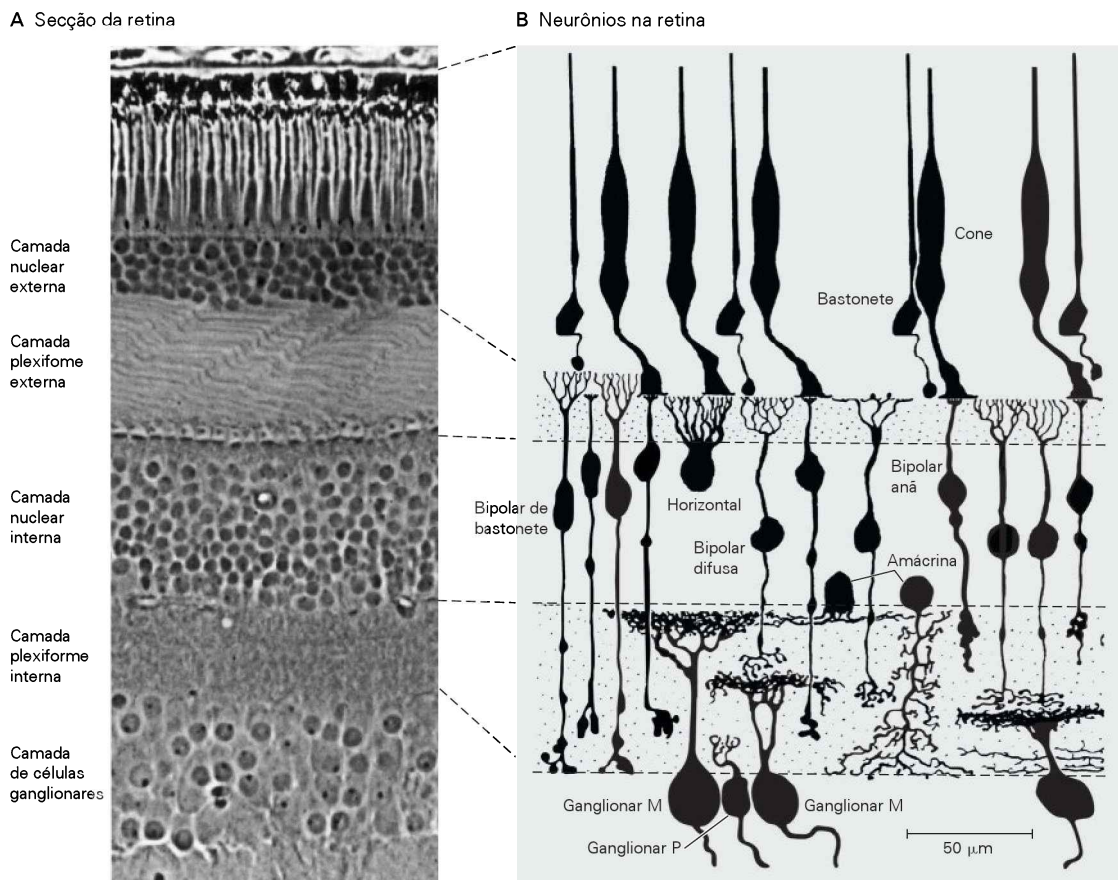 A Secção da retina
B Neurônios na retina
Camada
nuclear
externa
Camada
plexifome
externa
Camada
nuclear
interna
Camada
plexiforme
interna
Camada
de células
ganglionares
Cone
Bastonete
Bipolar de
bastonete
Horizontal
Bipolar
difusa
Bipolar
anã
Amácrina
Ganglionar M
Ganglionar P
Ganglionar M
50 μm